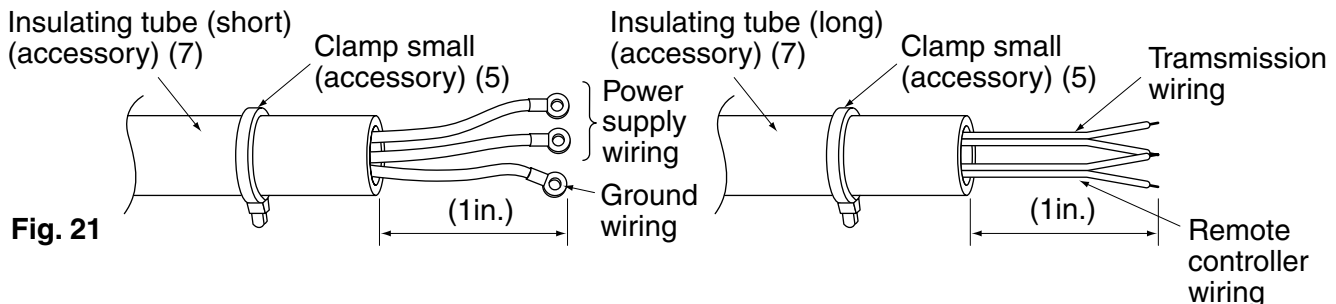 Insulating tube (short)
(accessory) (7)
Clamp small
(accessory) (5)
Power
supply
wiring
Ground
wiring
(1in.)
Insulating tube (long)
(accessory) (7)
Clamp small
(accessory) (5)
Tramsmission
wiring
(1in.)
Remote
controller
wiring
Fig. 21